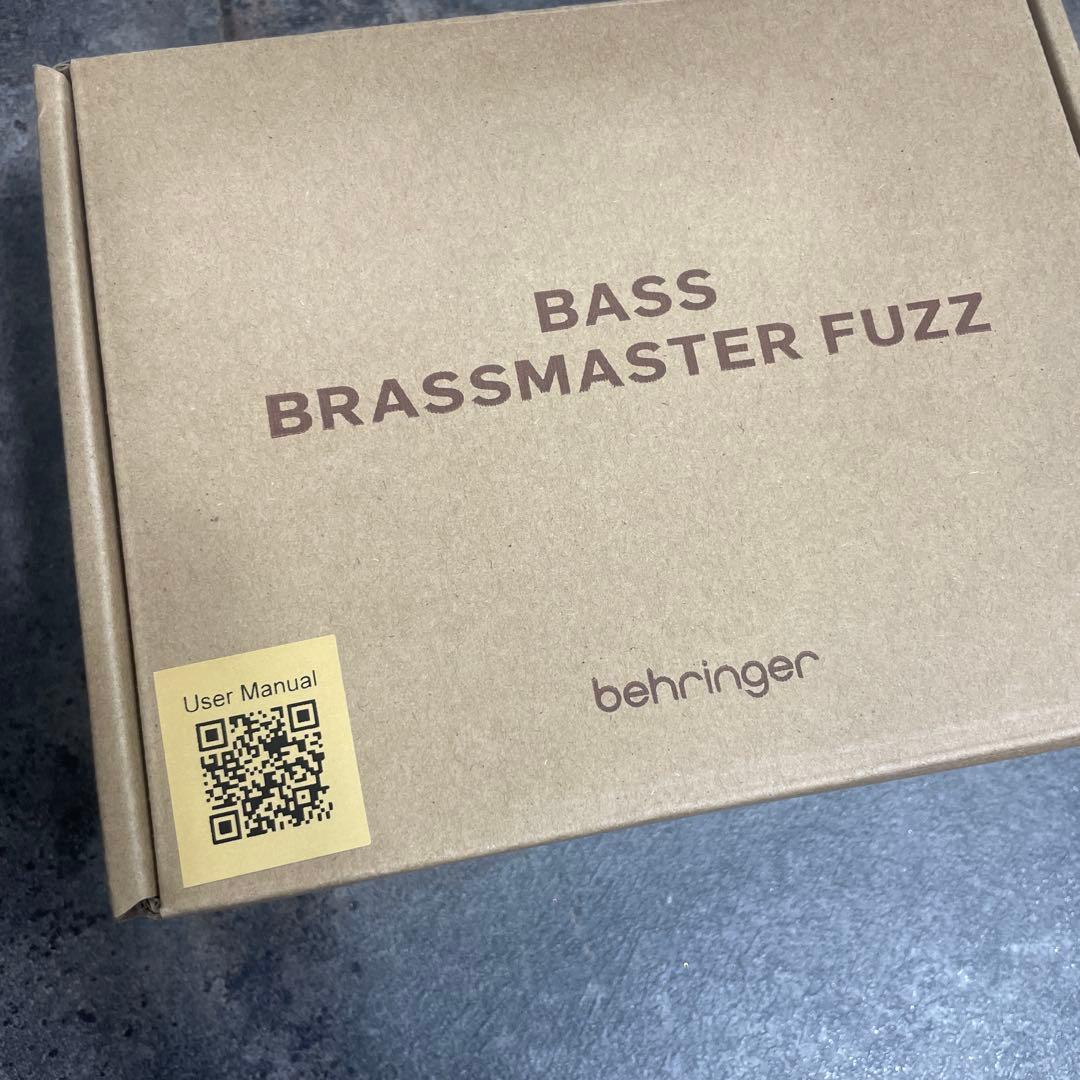 BASS
BRASSMASTER FUZZ
behringer
User Manual